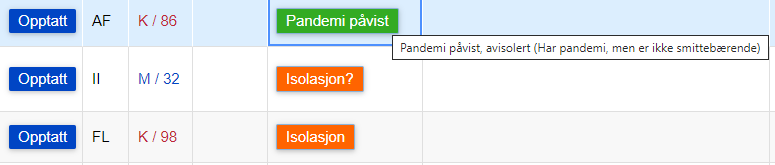 Opptatt AF K / 86 Pandemi påvist
Pandemi påvist, avisolert (Har pandemi, men er ikke smittebærende)
Opptatt II M / 32 Isolasjon?
Opptatt FL K / 98 Isolasjon